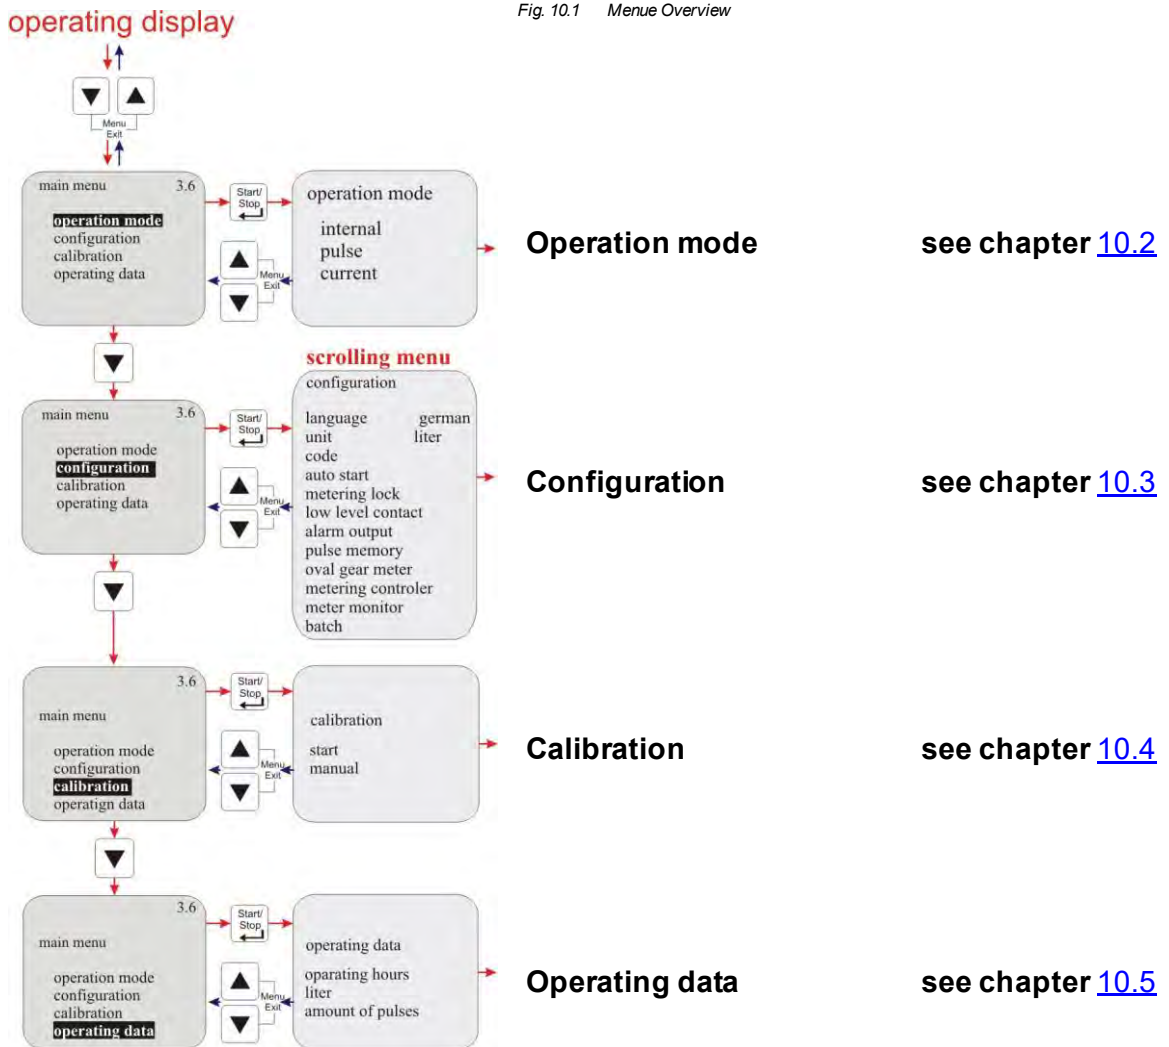 Fig. 10.1 Menue Overview
operating display
Menu
Exit
main menu 3.6
operation mode
configuration
calibration
operating data
Start/
Stop
Menu
Exit
operation mode
internal
pulse
current
Operation mode see chapter 10.2
scrolling menu
main menu 3.6
operation mode
configuration
calibration
operating data
Start/
Stop
Menu
Exit
configuration
language german
unit liter
code
auto start
metering lock
low level contact
alarm output
pulse memory
oval gear meter
metering controler
meter monitor
batch
Configuration see chapter 10.3
3.6
main menu
operation mode
configuration
calibration
operatign data
Start/
Stop
Menu
Exit
calibration
start
manual
Calibration see chapter 10.4
3.6
main menu
operation mode
configuration
calibration
operating data
Start/
Stop
Menu
Exit
operating data
oparating hours
liter
amount of pulses
Operating data see chapter 10.5